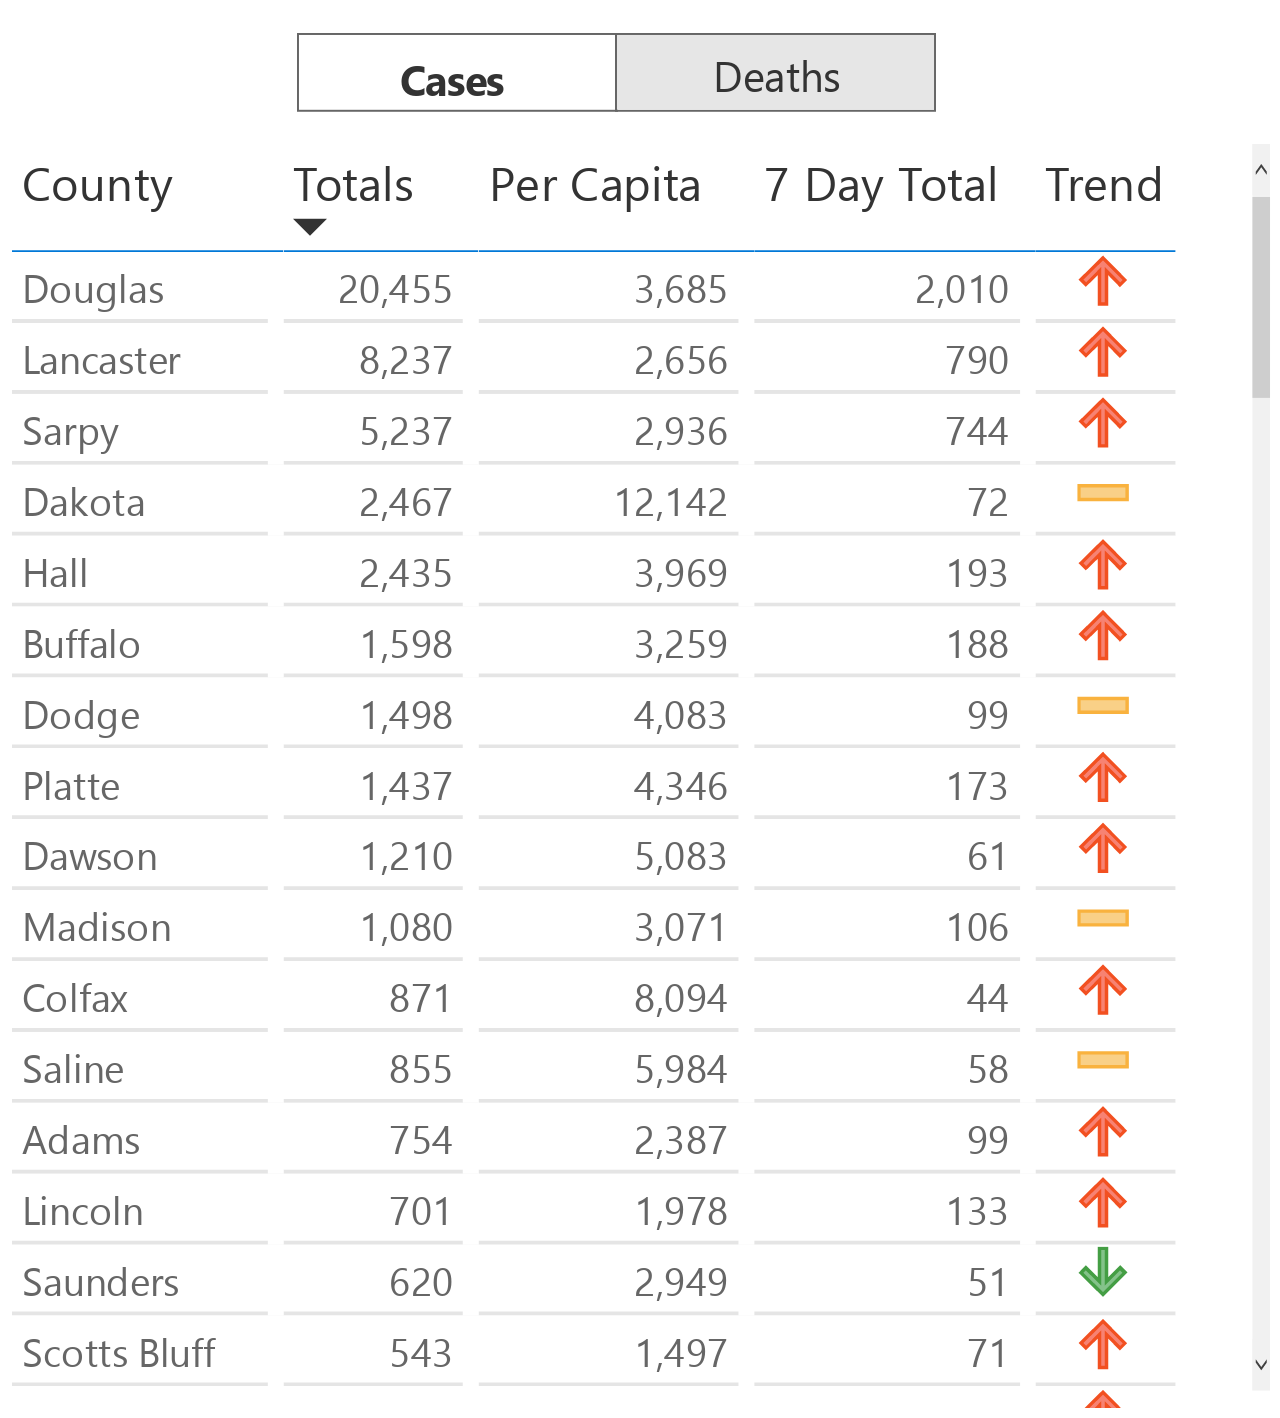 Cases Deaths
County Totals Per Capita 7 Day Total Trend
Douglas 20,455 3,685 2,010
Lancaster 8,237 2,656 790
Sarpy 5,237 2,936 744
Dakota 2,467 12,142 72
Hall 2,435 3,969 193
Buffalo 1,598 3,259 188
Dodge 1,498 4,083 99
Platte 1,437 4,346 173
Dawson 1,210 5,083 61
Madison 1,080 3,071 106
Colfax 871 8,094 44
Saline 855 5,984 58
Adams 754 2,387 99
Lincoln 701 1,978 133
Saunders 620 2,949 51
Scotts Bluff 543 1,497 71